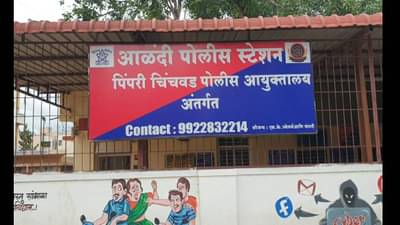 आळंदी पोलीस स्टेशन
पिंपरी चिंचवड पोलीस आयुक्तालय
अंतर्गत
Contact : 9922832214